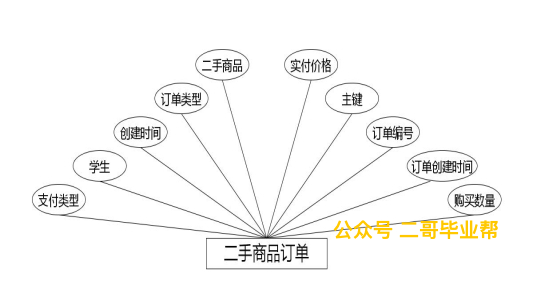 二手商品
实付价格
订单类型
主键
创建时间
订单编号
学生
订单创建时间
支付类型
购买数量
公众号 二哥毕业帮
二手商品订单